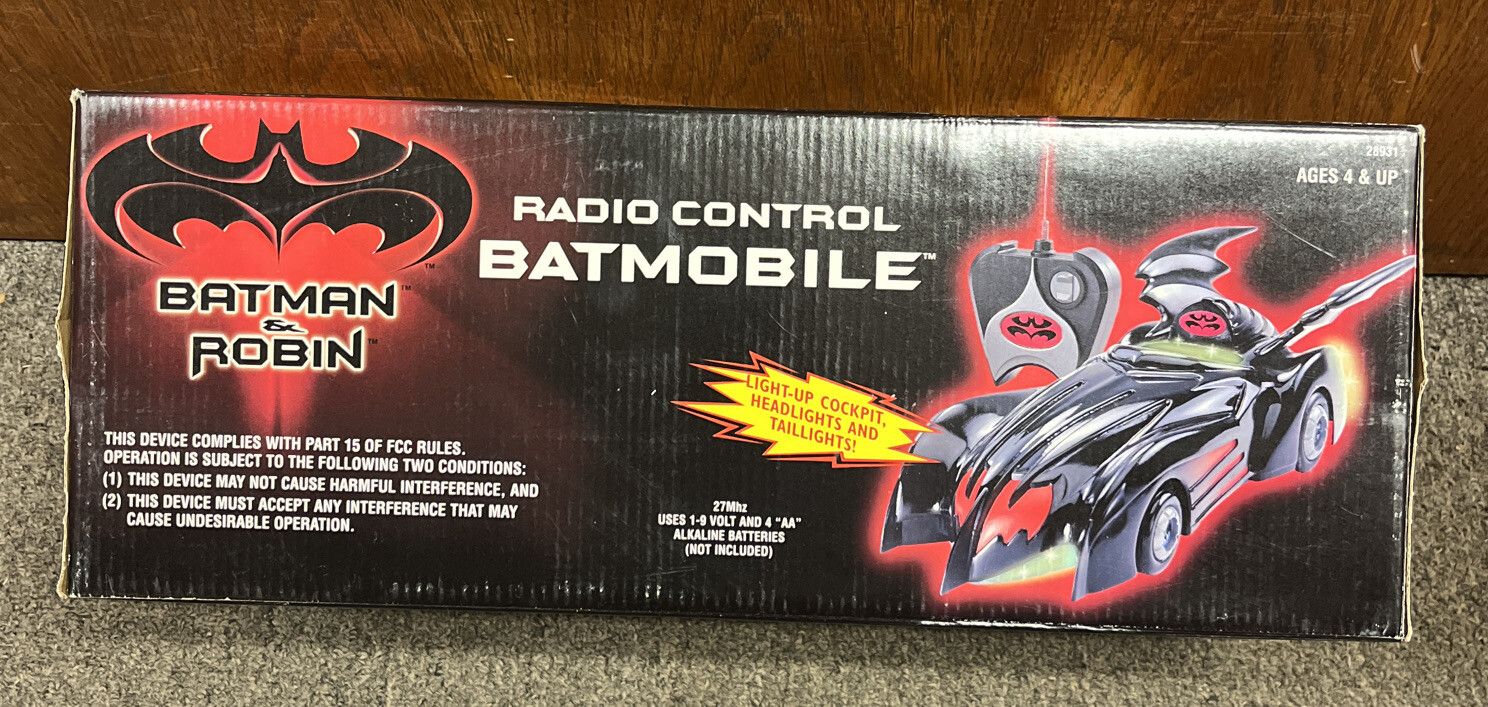 BATMAN™
&
ROBIN™
™
RADIO CONTROL
BATMOBILE™
28931
AGES 4 & UP
LIGHT-UP COCKPIT,
HEADLIGHTS AND
TAILLIGHTS!
THIS DEVICE COMPLIES WITH PART 15 OF FCC RULES.
OPERATION IS SUBJECT TO THE FOLLOWING TWO CONDITIONS:
(1) THIS DEVICE MAY NOT CAUSE HARMFUL INTERFERENCE, AND
(2) THIS DEVICE MUST ACCEPT ANY INTERFERENCE THAT MAY
CAUSE UNDESIRABLE OPERATION.
27Mhz
USES 1-9 VOLT AND 4 "AA"
ALKALINE BATTERIES
(NOT INCLUDED)